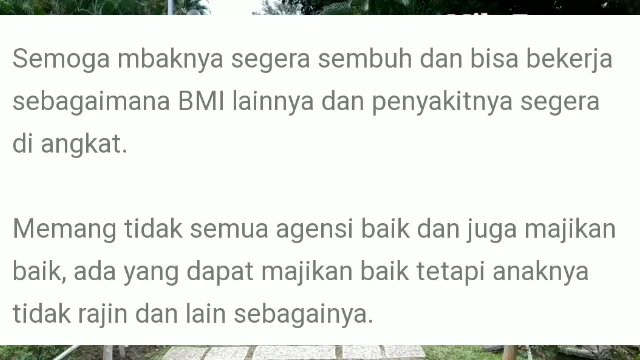 Semoga mbaknya segera sembuh dan bisa bekerja
sebagaimana BMI lainnya dan penyakitnya segera
di angkat.
Memang tidak semua agensi baik dan juga majikan
baik, ada yang dapat majikan baik tetapi anaknya
tidak rajin dan lain sebagainya.